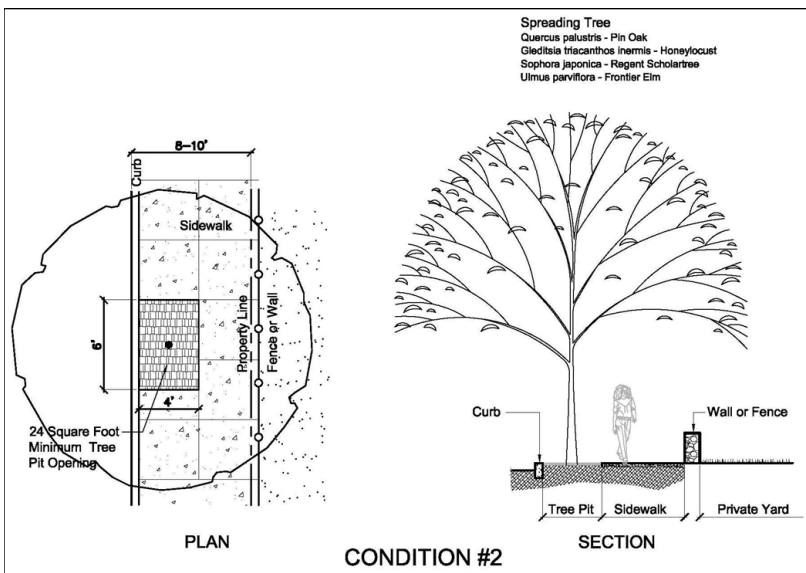 Spreading Tree
Quercus palustris - Pin Oak
Gleditsia triacanthos inermis - Honeylocust
Sophora japonica - Regent Scholartree
Ulmus parviflora - Frontier Elm
8-10'
Curb
Sidewalk
Property Line
Fence or Wall
6'
4'
24 Square Foot
Minimum Tree
Pit Opening
PLAN
Curb
Wall or Fence
Tree Pit
Sidewalk
Private Yard
SECTION
CONDITION #2